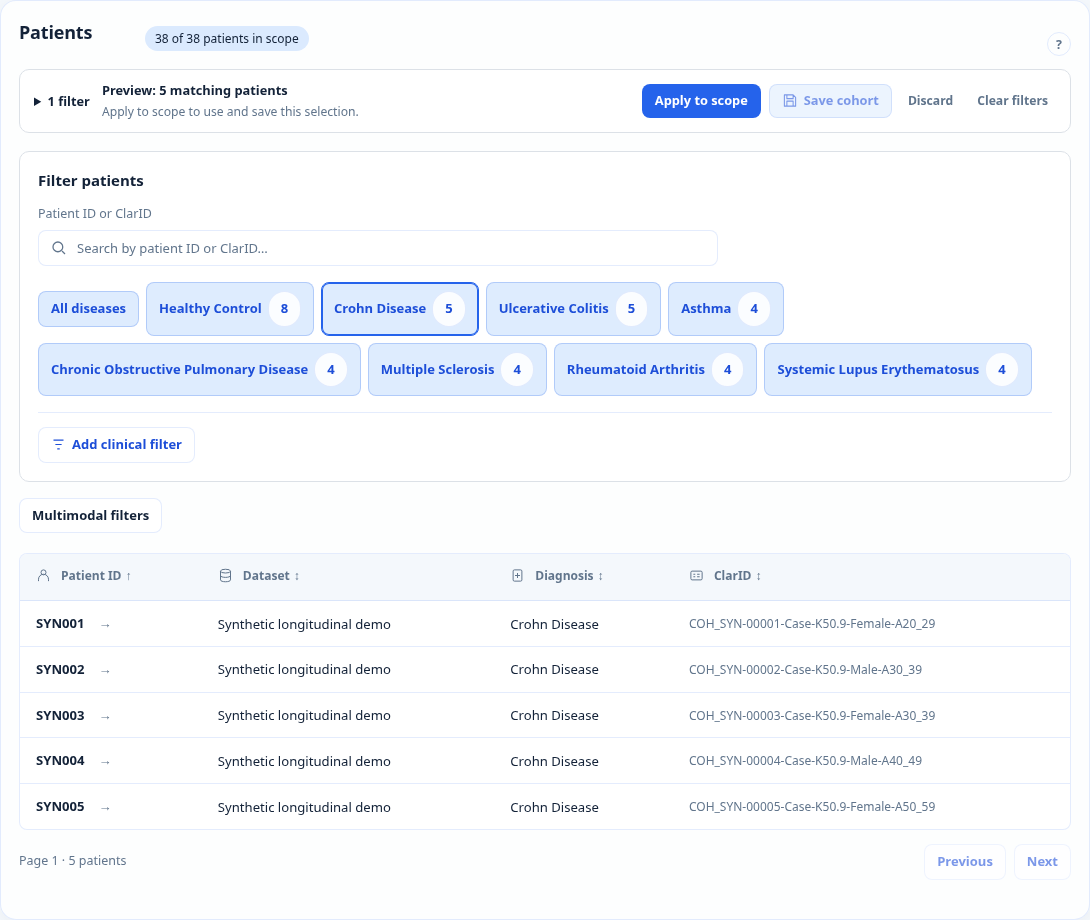 Patients
38 of 38 patients in scope
?
▶ 1 filter
Preview: 5 matching patients
Apply to scope to use and save this selection.
Apply to scope
Save cohort
Discard
Clear filters
Filter patients
Patient ID or ClarID
Search by patient ID or ClarID...
All diseases
Healthy Control 8
Crohn Disease 5
Ulcerative Colitis 5
Asthma 4
Chronic Obstructive Pulmonary Disease 4
Multiple Sclerosis 4
Rheumatoid Arthritis 4
Systemic Lupus Erythematosus 4
Add clinical filter
Multimodal filters
Patient ID ↑ Dataset ↕ Diagnosis ↕ ClarID ↕
SYN001 → Synthetic longitudinal demo Crohn Disease COH_SYN-00001-Case-K50.9-Female-A20_29
SYN002 → Synthetic longitudinal demo Crohn Disease COH_SYN-00002-Case-K50.9-Male-A30_39
SYN003 → Synthetic longitudinal demo Crohn Disease COH_SYN-00003-Case-K50.9-Female-A30_39
SYN004 → Synthetic longitudinal demo Crohn Disease COH_SYN-00004-Case-K50.9-Male-A40_49
SYN005 → Synthetic longitudinal demo Crohn Disease COH_SYN-00005-Case-K50.9-Female-A50_59
Page 1 · 5 patients
Previous
Next